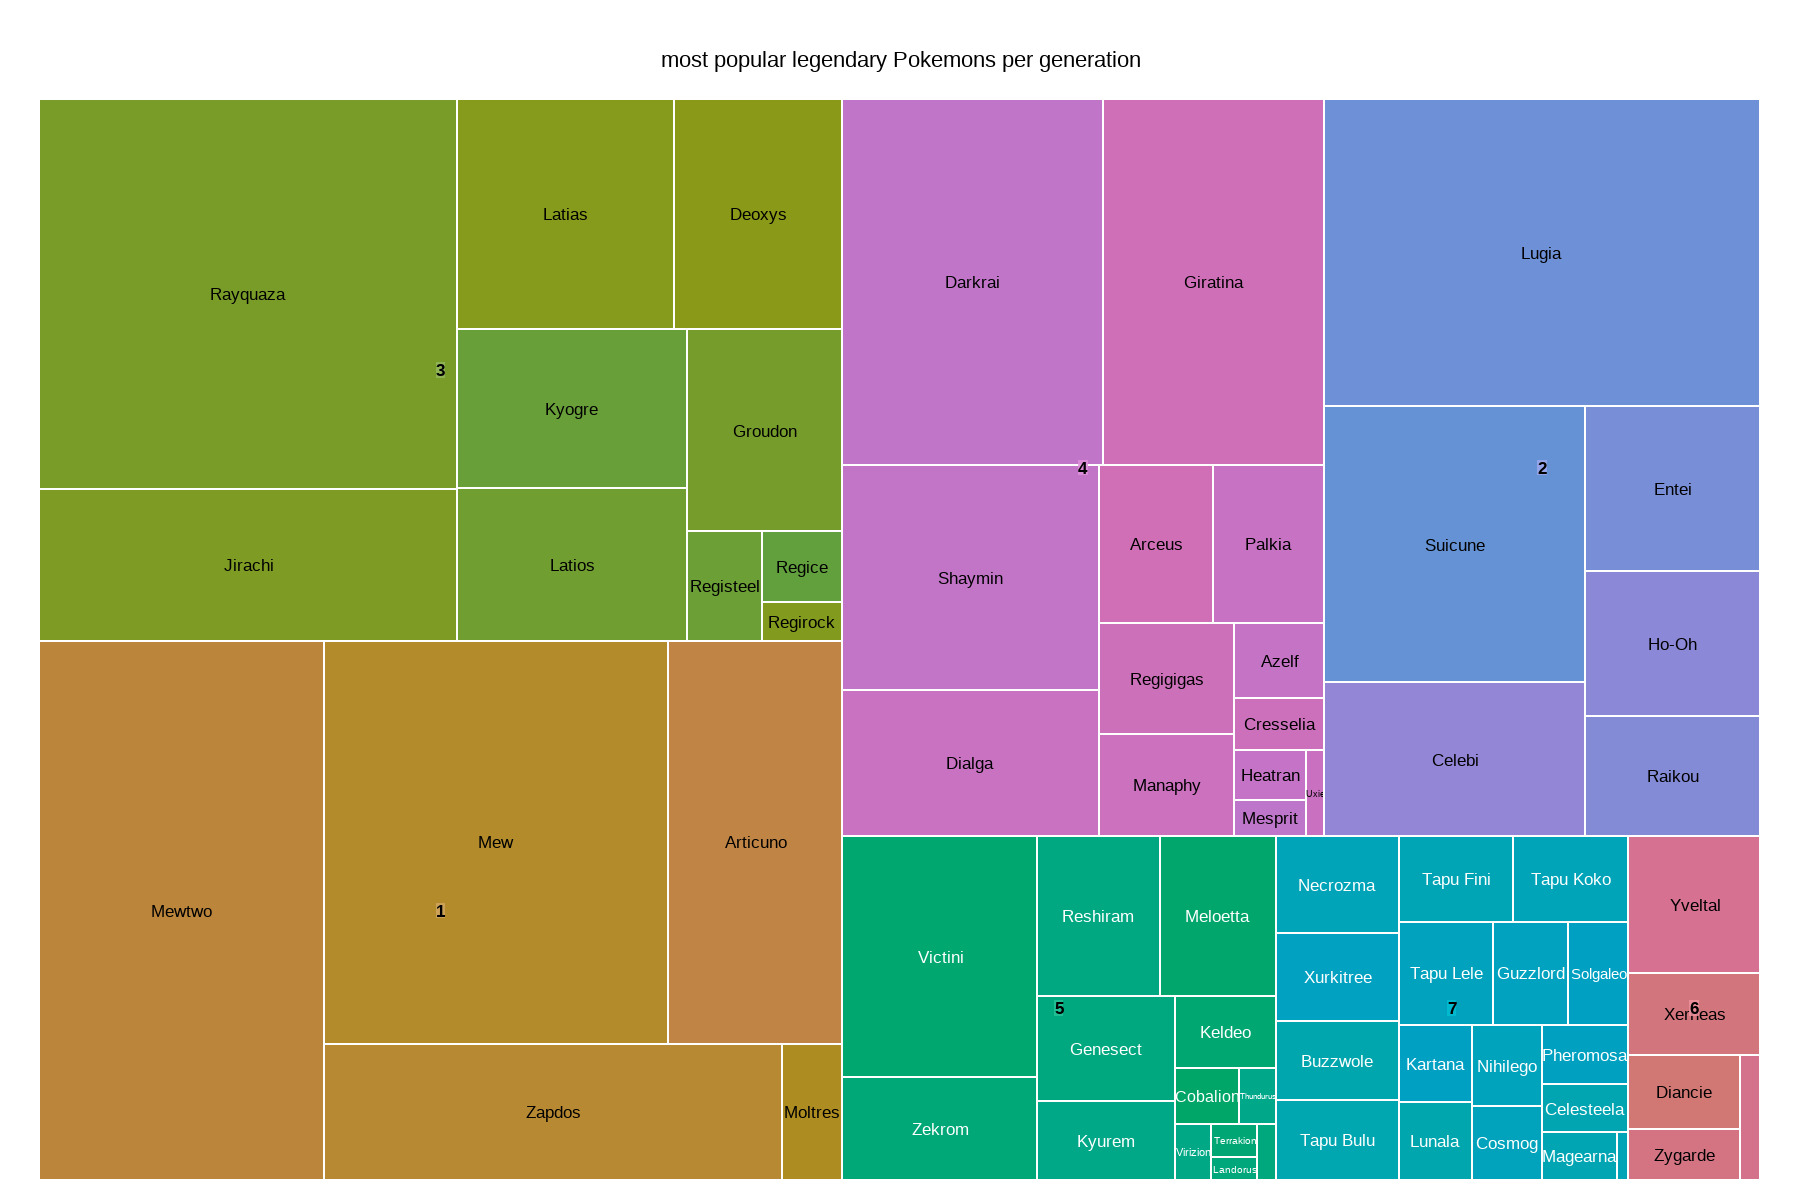 most popular legendary Pokemons per generation
Rayquaza
Latias
Deoxys
Kyogre
Groudon
3
Jirachi
Latios
Registeel
Regice
Regirock
Mewtwo
Mew
Articuno
1
Zapdos
Moltres
Darkrai
Giratina
4
Shaymin
Arceus
Palkia
Regigigas
Azelf
Cresselia
Dialga
Manaphy
Heatran
Mesprit
Uxie
Lugia
2
Suicune
Entei
Ho-Oh
Celebi
Raikou
Victini
Reshiram
Meloetta
5
Genesect
Keldeo
Cobalion
Thundurus
Zekrom
Kyurem
Virizion
Terrakion
Landorus
Necrozma
Tapu Fini
Tapu Koko
Xurkitree
Tapu Lele
Guzzlord
Solgaleo
7
Buzzwole
Kartana
Nihilego
Pheromosa
Celesteela
Tapu Bulu
Lunala
Cosmog
Magearna
Yveltal
6
Xerneas
Diancie
Zygarde